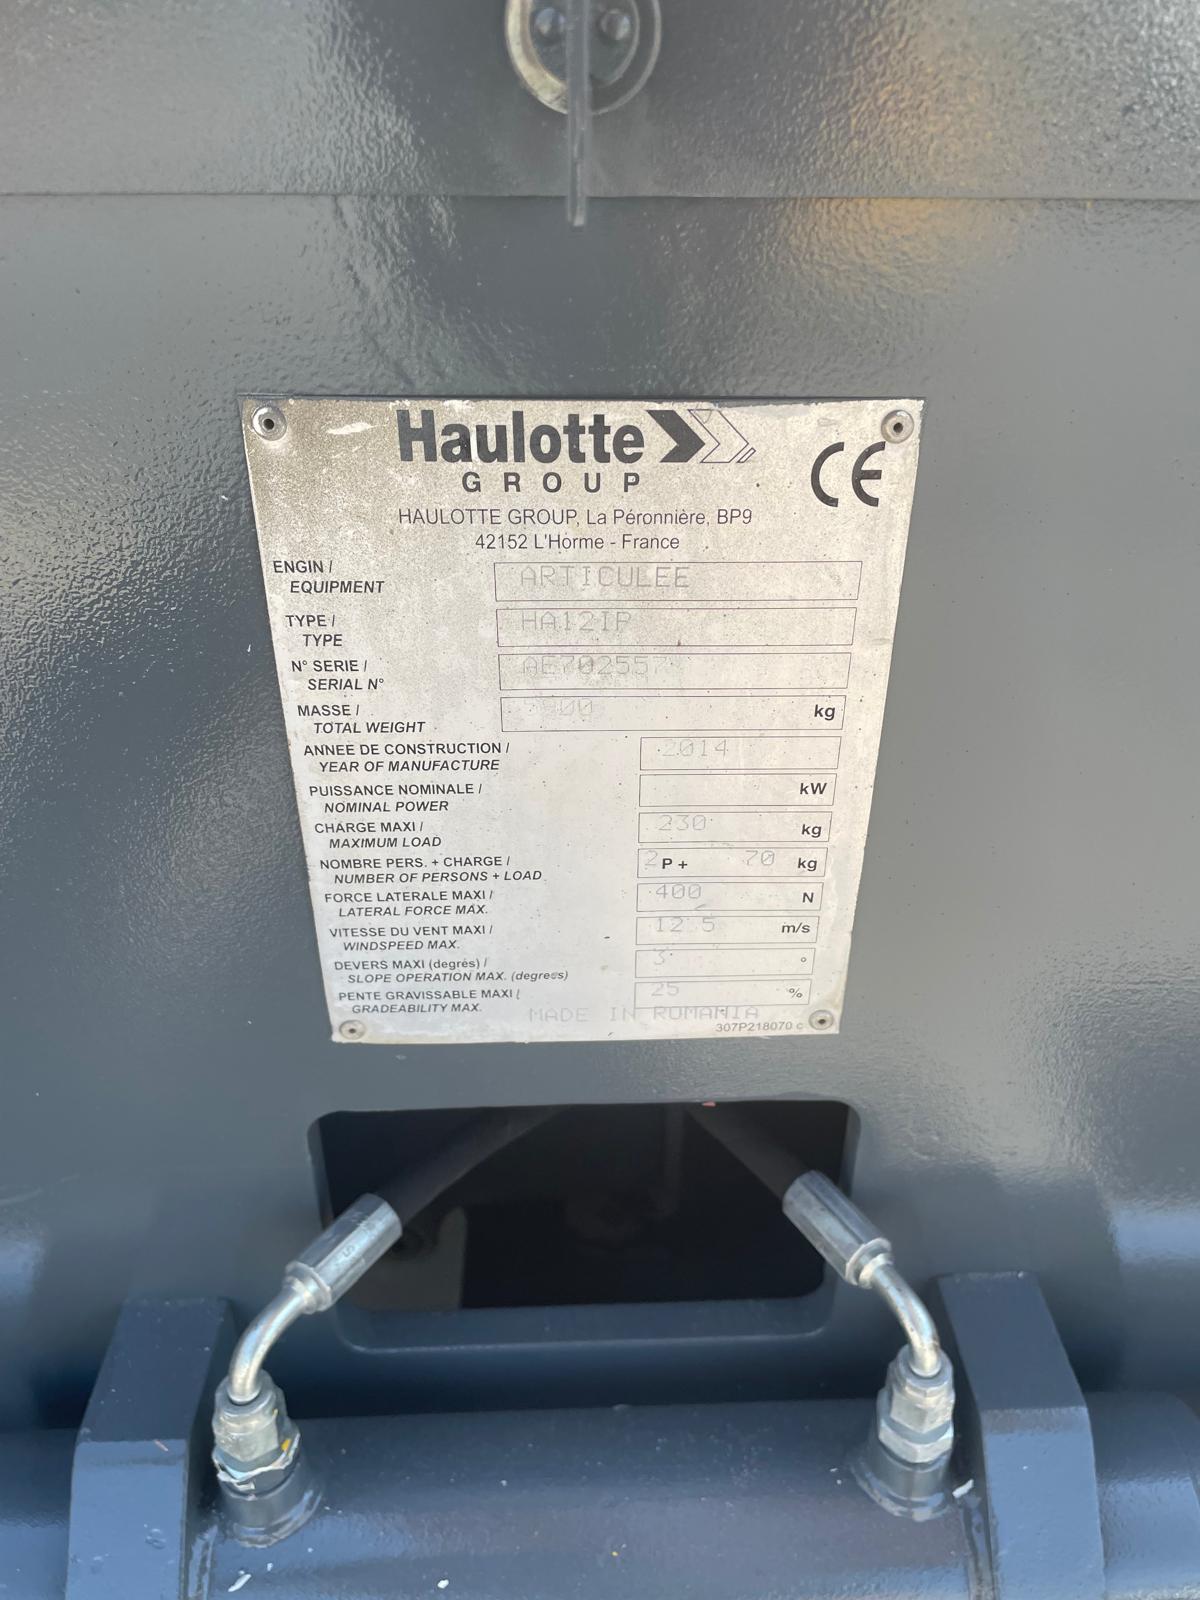 Haulotte
GROUP
CE
HAULOTTE GROUP, La Péronnière, BP9
42152 L'Horme - France
ENGIN /
EQUIPMENT
ARTICULEE
TYPE /
TYPE
HA12IP
N° SERIE /
SERIAL N°
AE702557
MASSE /
TOTAL WEIGHT
kg
ANNEE DE CONSTRUCTION /
YEAR OF MANUFACTURE
2014
PUISSANCE NOMINALE /
NOMINAL POWER
kW
CHARGE MAXI /
MAXIMUM LOAD
230 kg
NOMBRE PERS. + CHARGE /
NUMBER OF PERSONS + LOAD
2 P + 70 kg
FORCE LATERALE MAXI /
LATERAL FORCE MAX.
400 N
VITESSE DU VENT MAXI /
WINDSPEED MAX.
12.5 m/s
DEVERS MAXI (degrés) /
SLOPE OPERATION MAX. (degrees)
3 °
PENTE GRAVISSABLE MAXI /
GRADEABILITY MAX.
25 %
MADE IN ROMANIA
307P218070 c